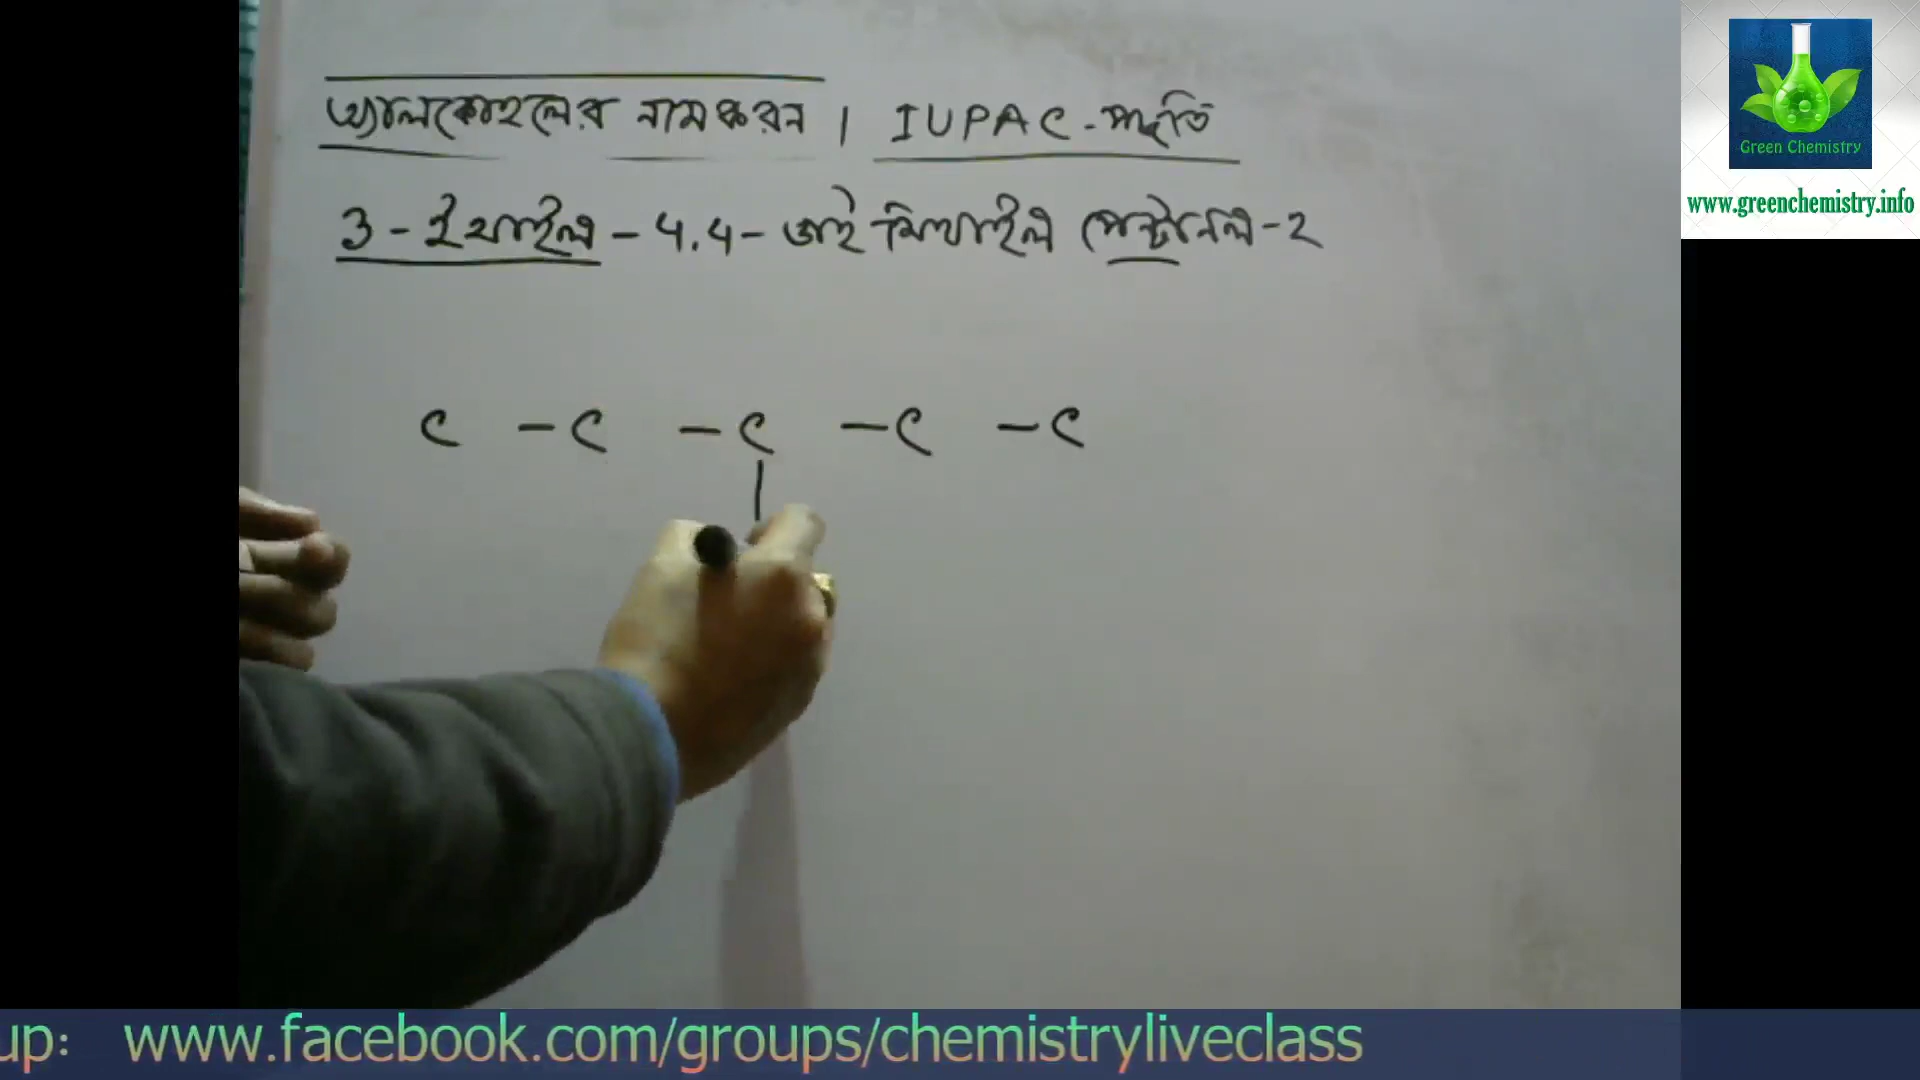 অ্যালকোহলের নামকরন । IUPAC-পদ্ধতি
3 - ইথাইল - 4.4 - ডাই মিথাইল পেন্টানল-2
C - C - C - C - C
Green Chemistry
www.greenchemistry.info
up: www.facebook.com/groups/chemistryliveclass